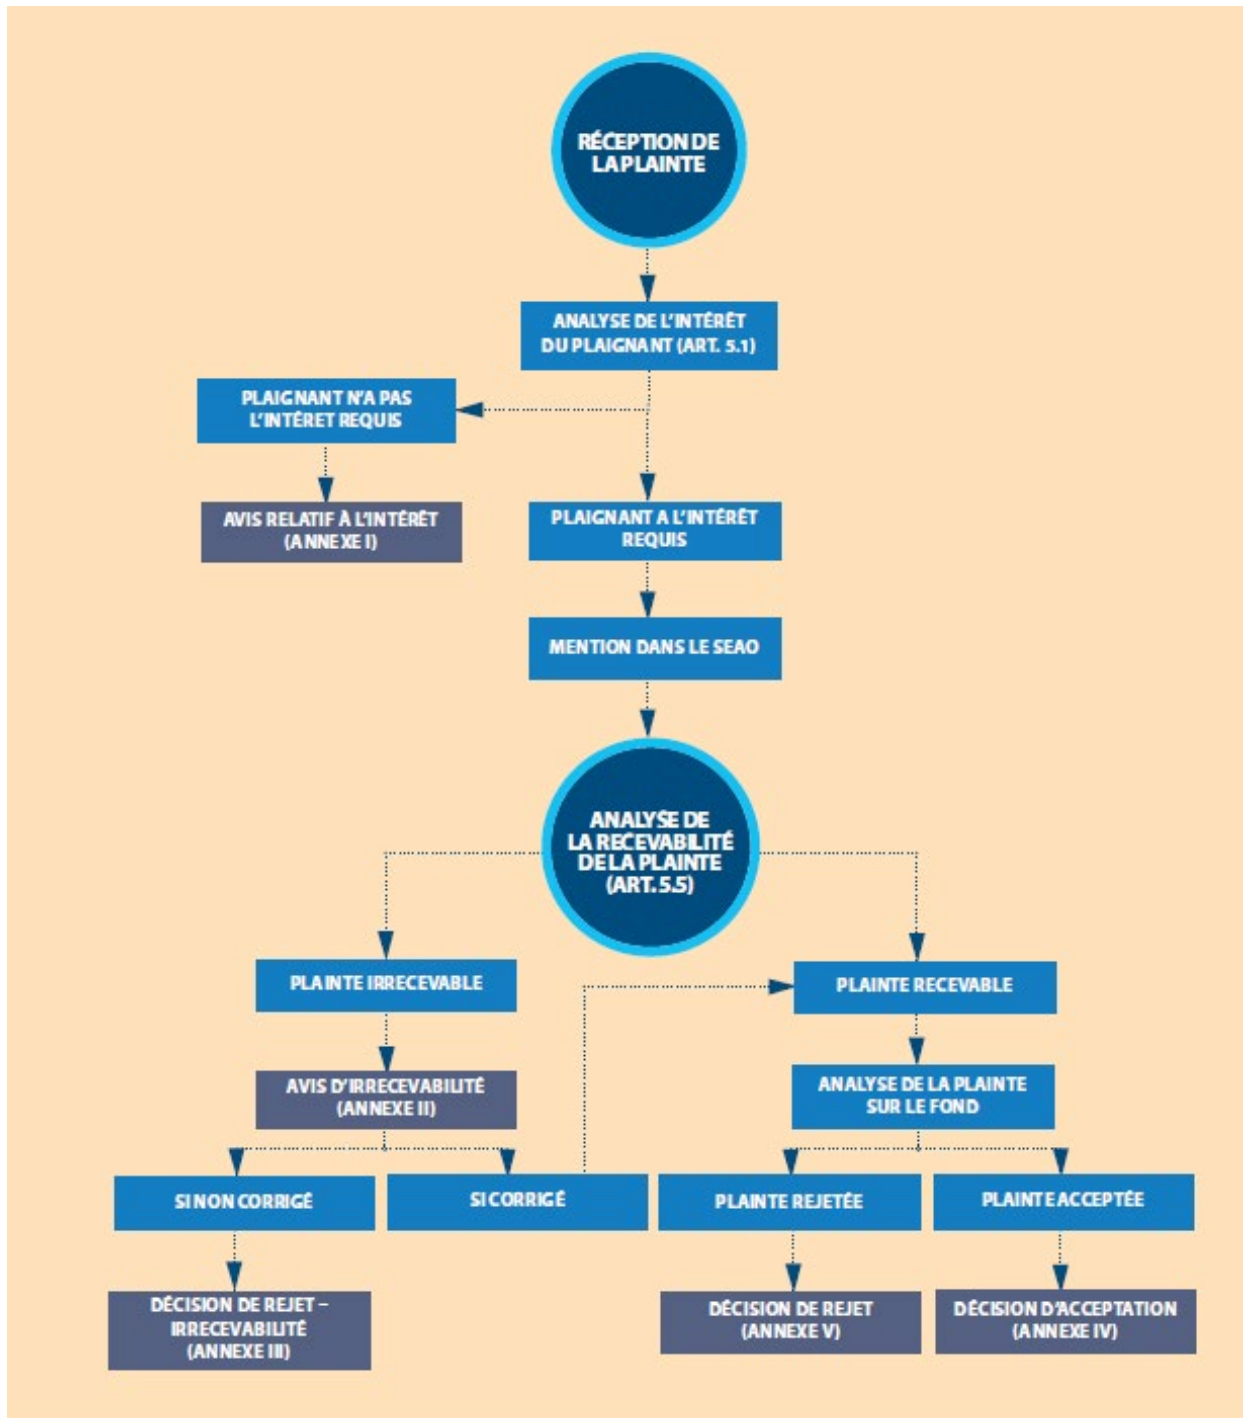 RÉCEPTION DE
LA PLAINTE
ANALYSE DE L'INTÉRÊT
DU PLAIGNANT (ART. 5.1)
PLAIGNANT N'A PAS
L'INTÉRET REQUIS
AVIS RELATIF À L'INTÉRÊT
(ANNEXE I)
PLAIGNANT A L'INTÉRÊT
REQUIS
MENTION DANS LE SEAO
ANALYSE DE
LA RECEVABILITÉ
DE LA PLAINTE
(ART. 5.5)
PLAINTE IRRECEVABLE
PLAINTE RECEVABLE
AVIS D'IRRECEVABILITÉ
(ANNEXE II)
ANALYSE DE LA PLAINTE
SUR LE FOND
SI NON CORRIGÉ
SI CORRIGÉ
PLAINTE REJETÉE
PLAINTE ACCEPTÉE
DÉCISION DE REJET –
IRRECEVABILITÉ
(ANNEXE III)
DÉCISION DE REJET
(ANNEXE V)
DÉCISION D'ACCEPTATION
(ANNEXE IV)